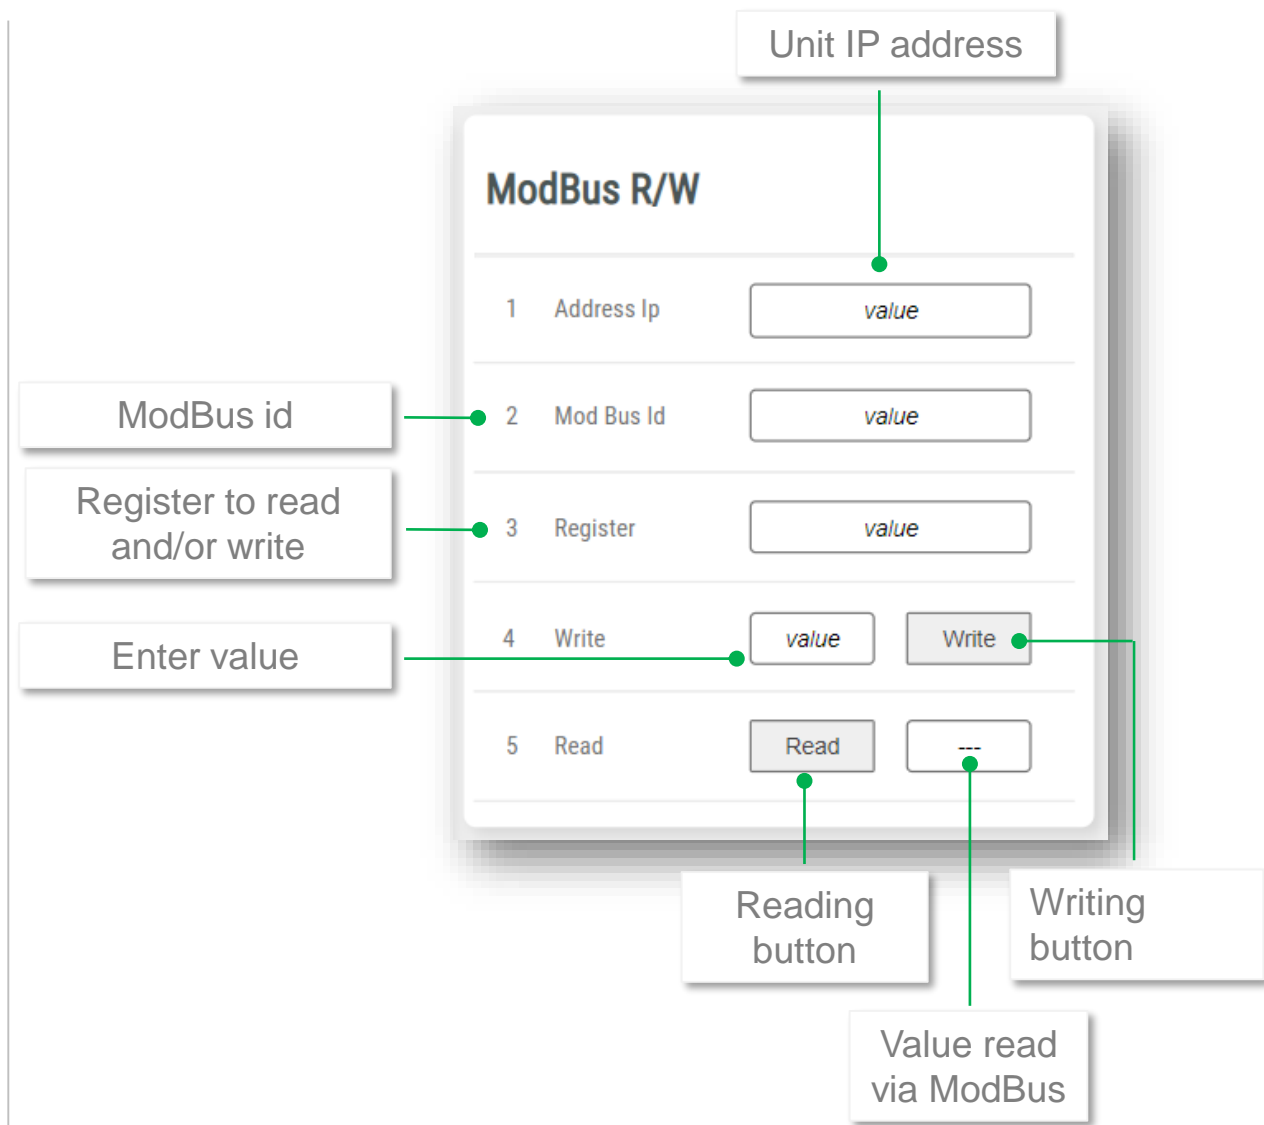 Unit IP address
ModBus R/W
1 Address Ip value
ModBus id
2 Mod Bus Id value
Register to read
and/or write
3 Register value
Enter value
4 Write value Write
5 Read Read ---
Reading
button
Writing
button
Value read
via ModBus